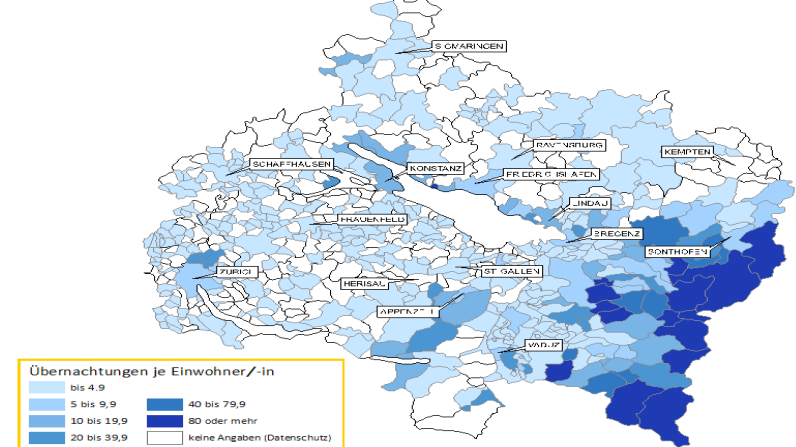 SIGMARINGEN
RAVENSBURG
KEMPTEN
SCHAFFHAUSEN
KONSTANZ
FRIEDRICHSHAFEN
LINDAU
FRAUENFELD
BREGENZ
SONTHOFEN
ZÜRICH
ST. GALLEN
HERISAU
APPENZELL
VADUZ
Übernachtungen je Einwohner/-in
bis 4.9
5 bis 9,9
10 bis 19,9
20 bis 39,9
40 bis 79,9
80 oder mehr
keine Angaben (Datenschutz)